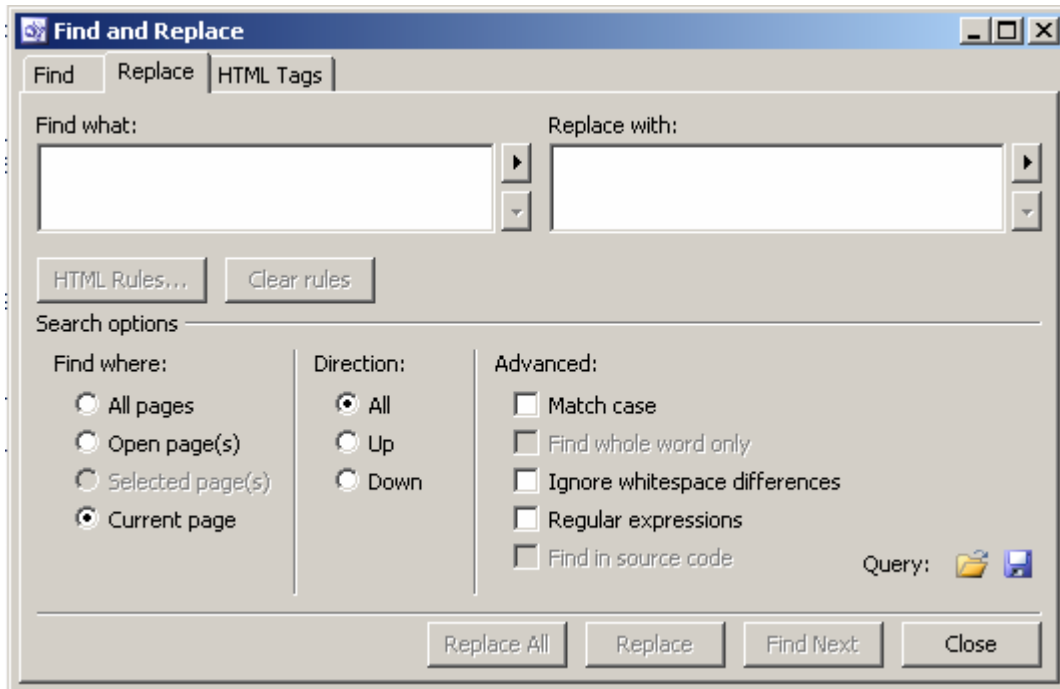 Find and Replace
Find Replace HTML Tags
Find what: Replace with:
HTML Rules... Clear rules
Search options
Find where: Direction: Advanced:
All pages All Match case
Open page(s) Up Find whole word only
Selected page(s) Down Ignore whitespace differences
Current page Regular expressions
Find in source code Query:
Replace All Replace Find Next Close